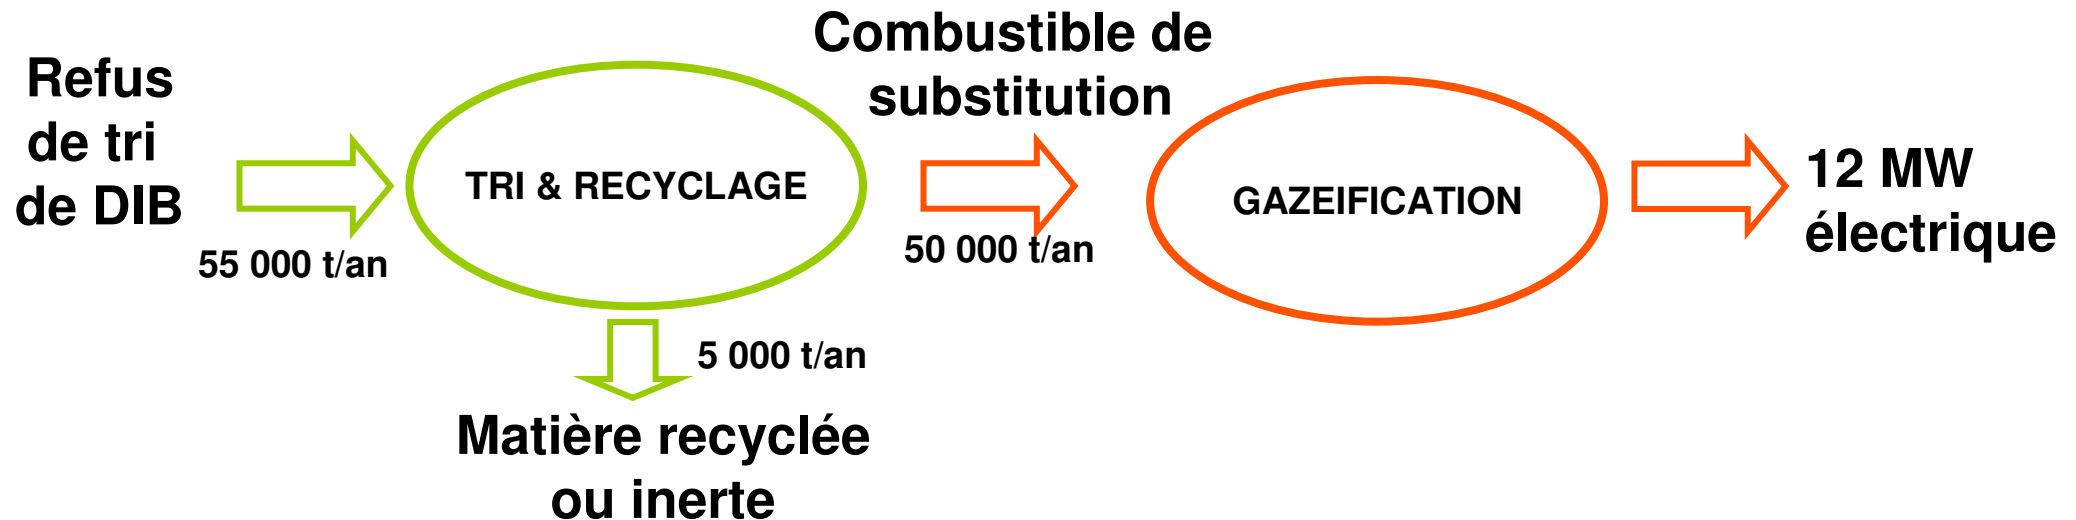 Refus
de tri
de DIB
55 000 t/an
TRI & RECYCLAGE
5 000 t/an
Matière recyclée
ou inerte
Combustible de
substitution
50 000 t/an
GAZEIFICATION
12 MW
électrique